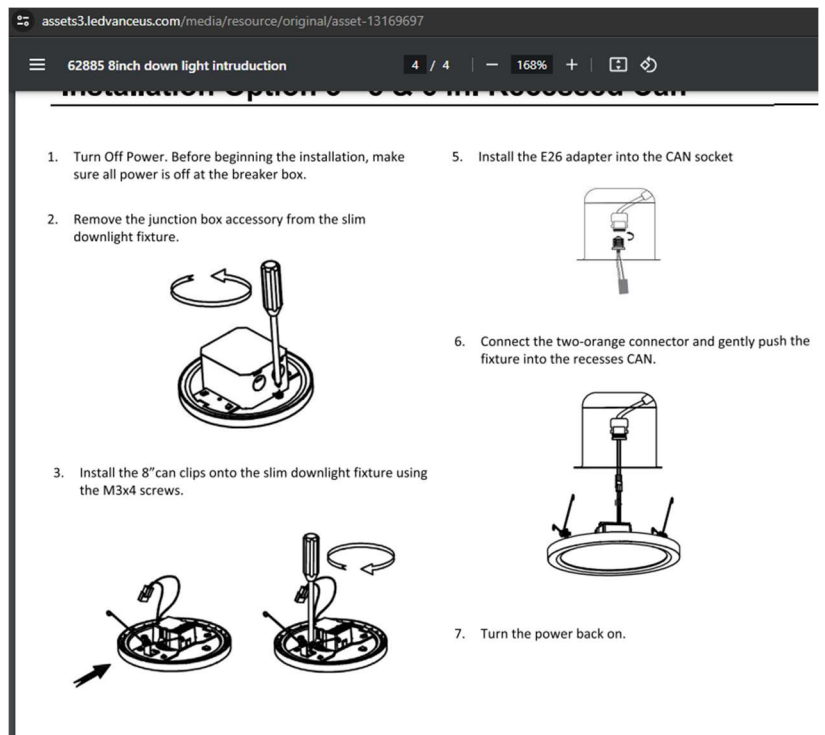 assets3.ledvanceus.com/media/resource/original/asset-13169697
62885 8inch down light intruduction
4 / 4
168%
1. Turn Off Power. Before beginning the installation, make
sure all power is off at the breaker box.
2. Remove the junction box accessory from the slim
downlight fixture.
3. Install the 8”can clips onto the slim downlight fixture using
the M3x4 screws.
5. Install the E26 adapter into the CAN socket
6. Connect the two-orange connector and gently push the
fixture into the recesses CAN.
7. Turn the power back on.